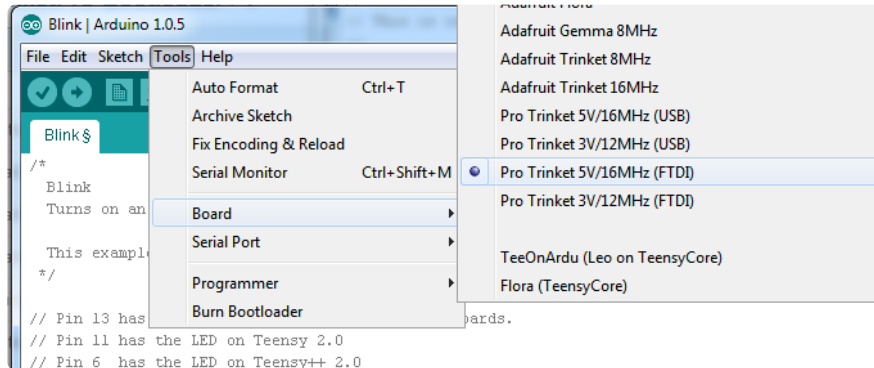 Blink | Arduino 1.0.5
File Edit Sketch Tools Help
Blink§
/*
Blink
Turns on an
This example
*/
// Pin 13 has
ards.
// Pin 11 has the LED on Teensy 2.0
// Pin 6 has the LED on Teensy++ 2.0
Auto Format Ctrl+T
Archive Sketch
Fix Encoding & Reload
Serial Monitor Ctrl+Shift+M
Board
Serial Port
Programmer
Burn Bootloader
Adafruit Flora
Adafruit Gemma 8MHz
Adafruit Trinket 8MHz
Adafruit Trinket 16MHz
Pro Trinket 5V/16MHz (USB)
Pro Trinket 3V/12MHz (USB)
Pro Trinket 5V/16MHz (FTDI)
Pro Trinket 3V/12MHz (FTDI)
TeeOnArdu (Leo on TeensyCore)
Flora (TeensyCore)